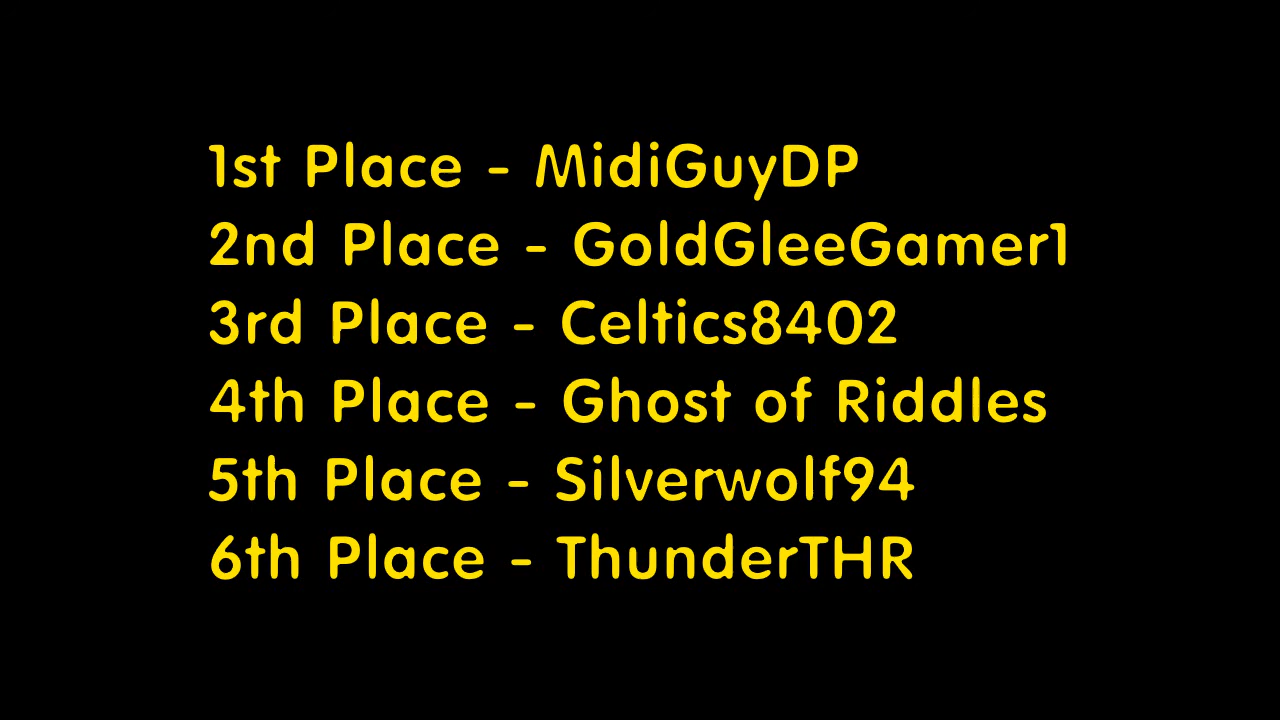 1st Place - MidiGuyDP
2nd Place - GoldGleeGamer1
3rd Place - Celtics8402
4th Place - Ghost of Riddles
5th Place - Silverwolf94
6th Place - ThunderTHR